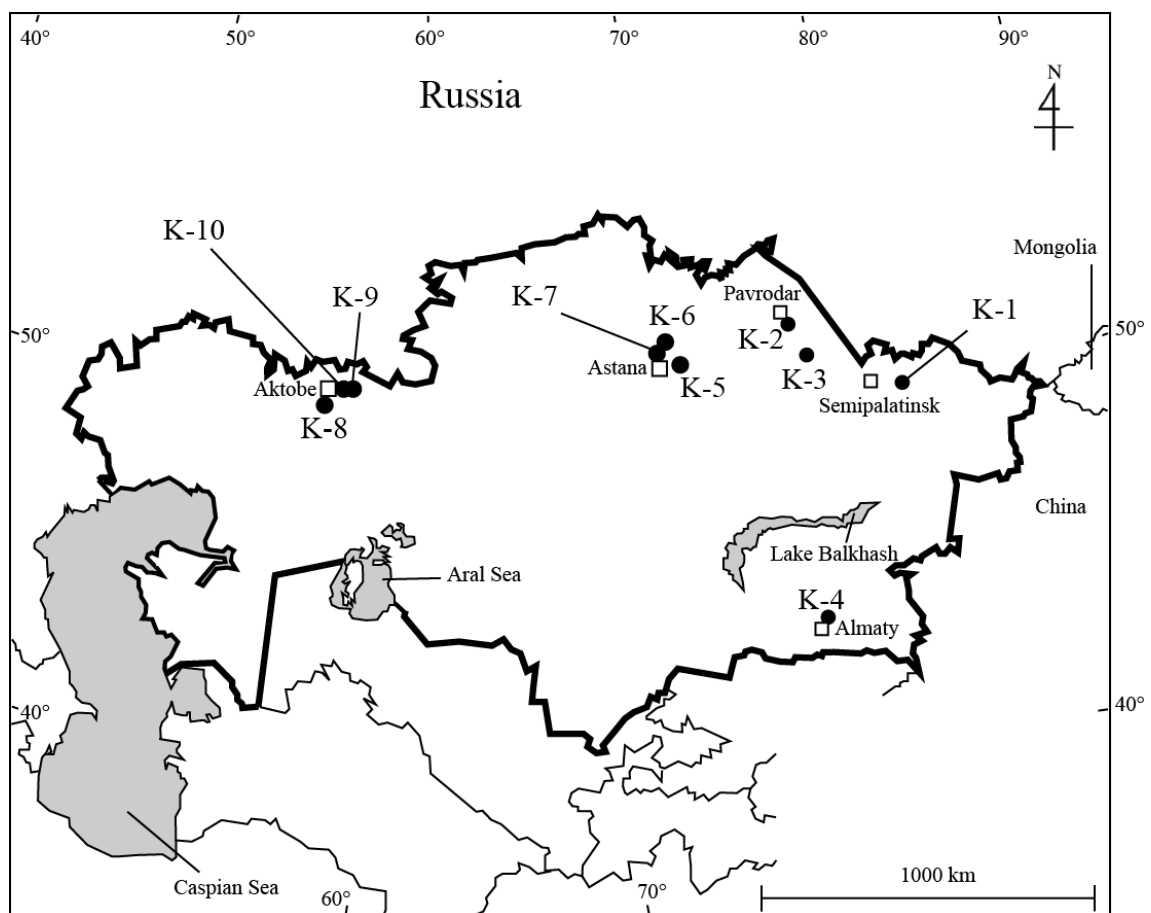 40°
50°
60°
70°
80°
90°
Russia
N
K-10
K-9
Mongolia
K-7
K-6
Pavrodar
K-1
50°
50°
K-2
Astana
K-5
K-3
Aktobe
K-8
Semipalatinsk
China
Lake Balkhash
Aral Sea
K-4
Almaty
40°
40°
Caspian Sea
60°
70°
1000 km